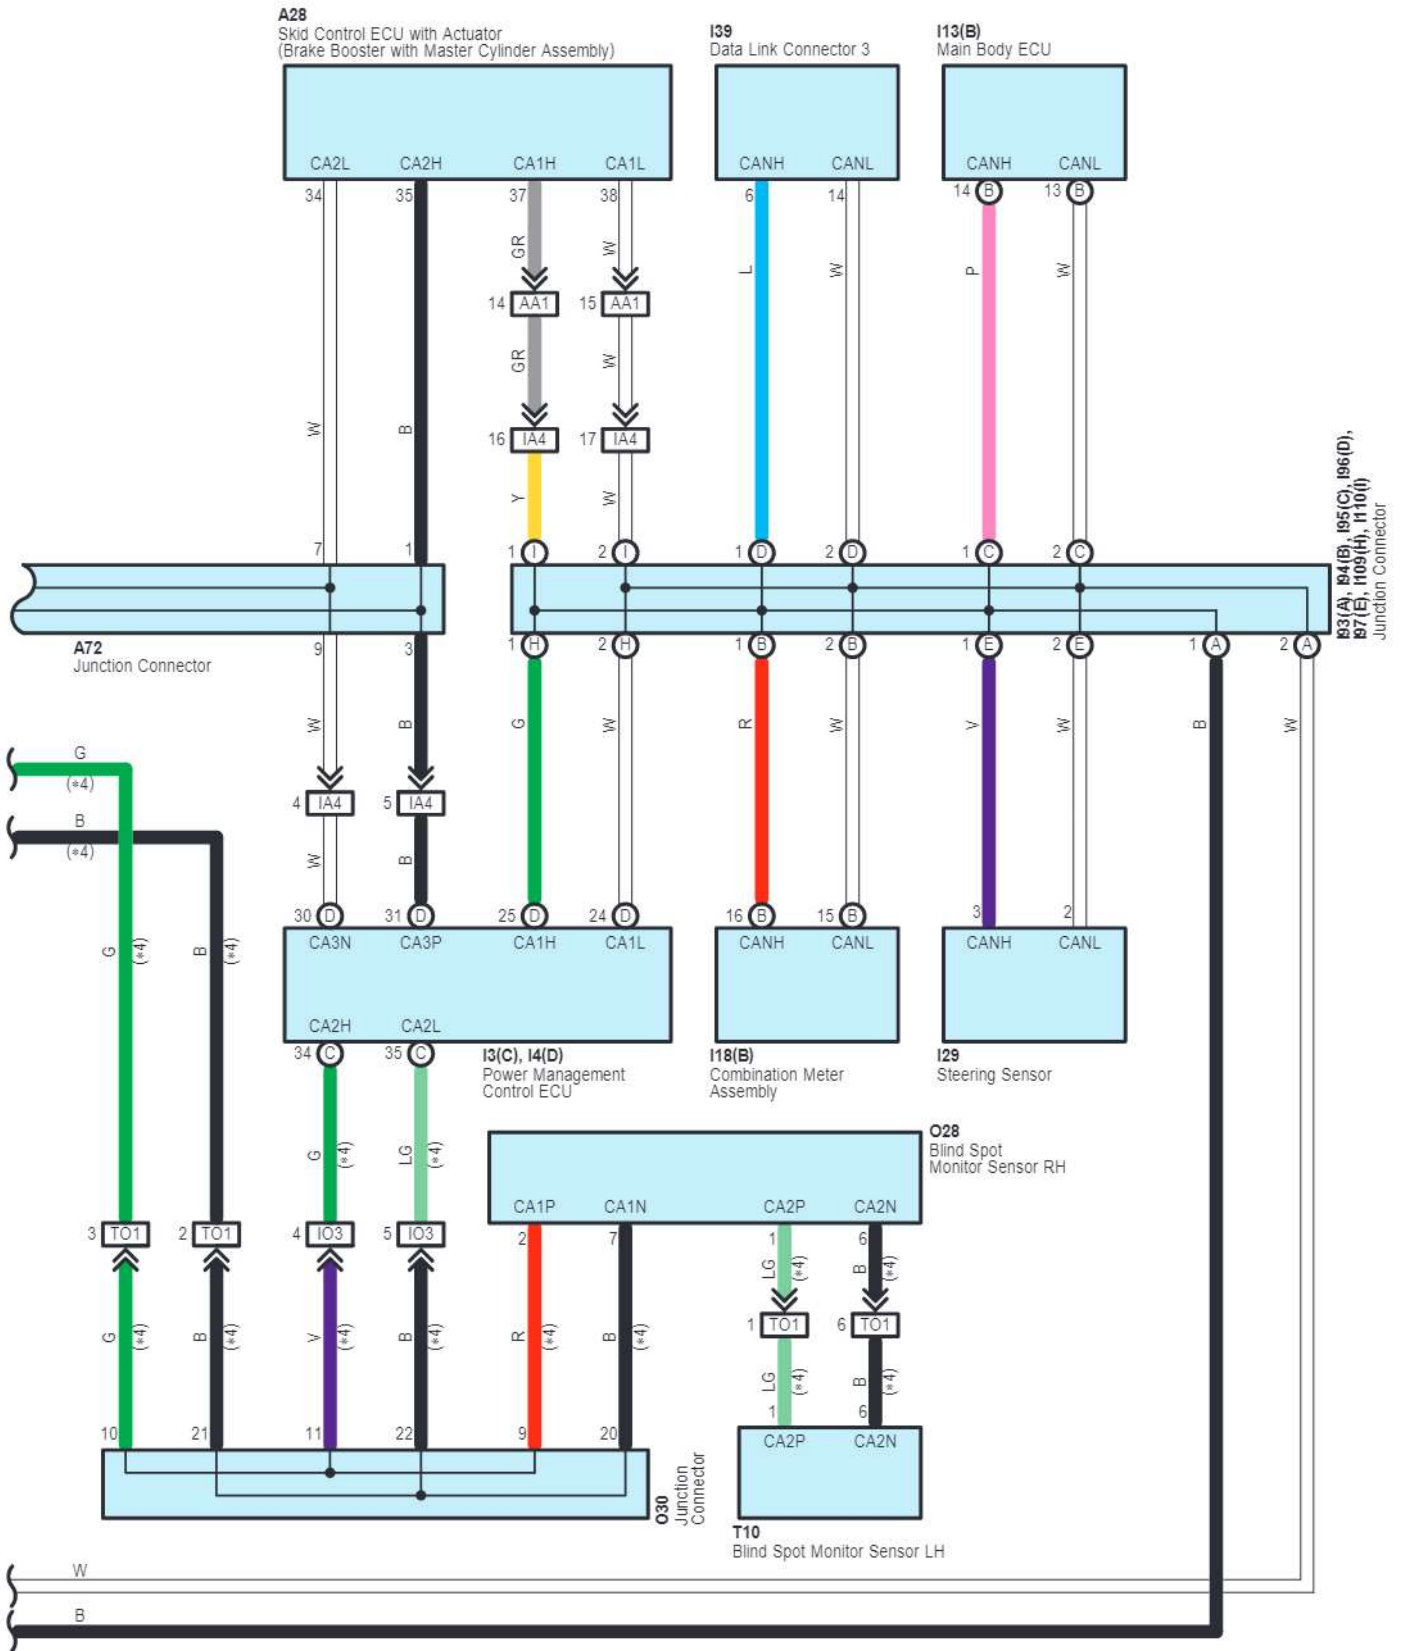 A28
Skid Control ECU with Actuator
(Brake Booster with Master Cylinder Assembly)
I39
Data Link Connector 3
I13(B)
Main Body ECU
CA2L CA2H CA1H CA1L CANH CANL CANH CANL
34 35 37 38 6 14 14 B 13 B
GR W
L W P W
14 AA1 15 AA1
GR W
W B
16 IA4 17 IA4
Y W
7 1 1 I 2 I 1 D 2 D 1 C 2 C
I93(A), I94(B), I95(C), I96(D),
I97(E), I109(H), I110(I)
Junction Connector
A72
Junction Connector
9 3 1 H 2 H 1 B 2 B 1 E 2 E 1 A 2 A
W B G W R W V W B W
G
(*4)
4 IA4 5 IA4
B
(*4)
W B
30 D 31 D 25 D 24 D 16 B 15 B 3 2
CA3N CA3P CA1H CA1L CANH CANL CANH CANL
G (*4) B (*4)
CA2H CA2L
34 C 35 C
I3(C), I4(D)
Power Management
Control ECU
I18(B)
Combination Meter
Assembly
I29
Steering Sensor
G (*4) LG (*4)
O28
Blind Spot
Monitor Sensor RH
CA1P CA1N CA2P CA2N
3 TO1 2 TO1 4 IO3 5 IO3
2 7 1 6
LG (*4) B (*4)
1 TO1 6 TO1
G (*4) B (*4) V (*4) B (*4) R (*4) B (*4)
LG (*4) B (*4)
1 6
10 21 11 22 9 20
CA2P CA2N
O30
Junction
Connector
T10
Blind Spot Monitor Sensor LH
W
B